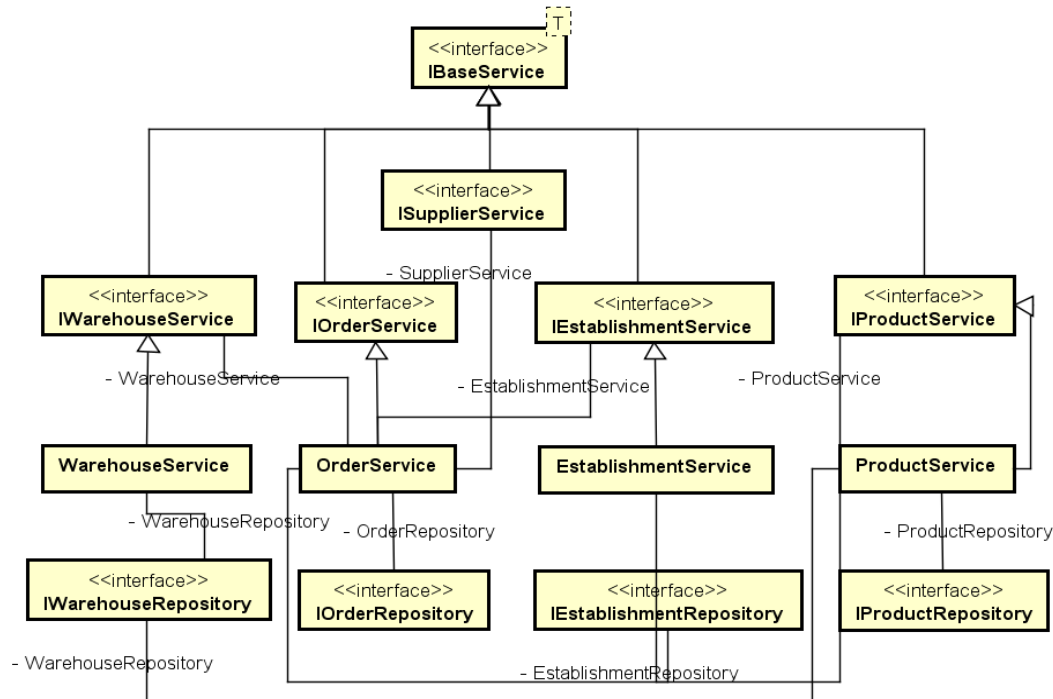 T
<<interface>>
IBaseService
<<interface>>
ISupplierService
- SupplierService
<<interface>>
IWarehouseService
<<interface>>
IOrderService
<<interface>>
IEstablishmentService
<<interface>>
IProductService
- WarehouseService
- EstablishmentService
- ProductService
WarehouseService
OrderService
EstablishmentService
ProductService
- WarehouseRepository
- OrderRepository
- ProductRepository
<<interface>>
IWarehouseRepository
<<interface>>
IOrderRepository
<<interface>>
IEstablishmentRepository
<<interface>>
IProductRepository
- WarehouseRepository
- EstablishmentRepository